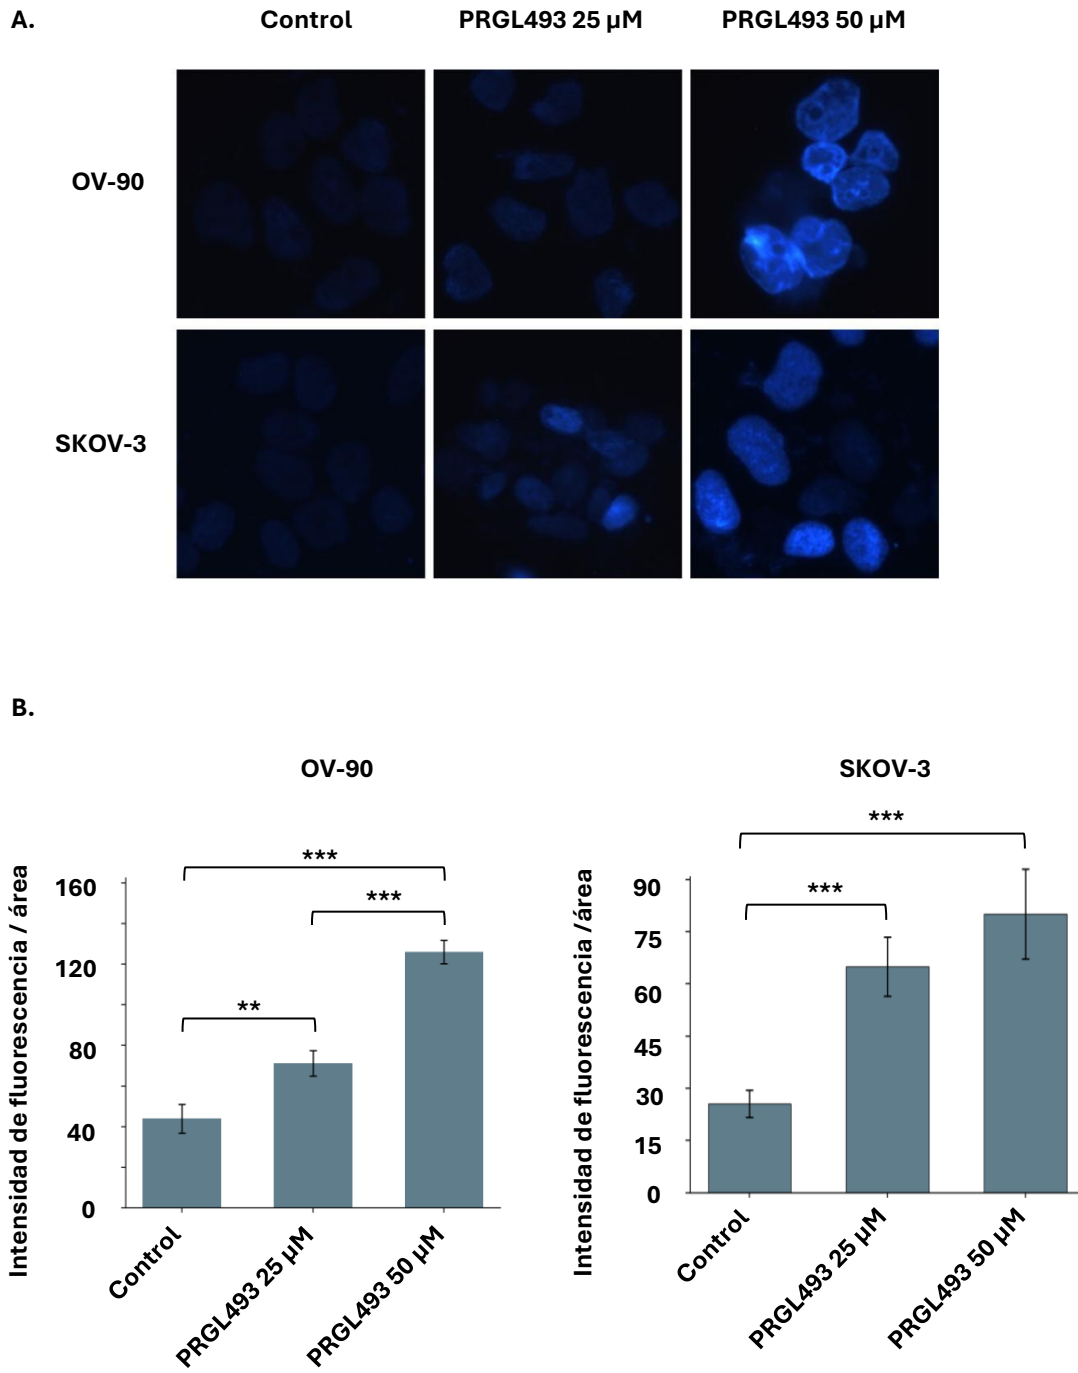 A.
Control
PRGL493 25 μM
PRGL493 50 μM
OV-90
SKOV-3
B.
OV-90
Intensidad de fluorescencia / área
160
120
80
40
0
***
***
**
Control
PRGL493 25 μM
PRGL493 50 μM
SKOV-3
Intensidad de fluorescencia /área
90
75
60
45
30
15
0
***
***
Control
PRGL493 25 μM
PRGL493 50 μM